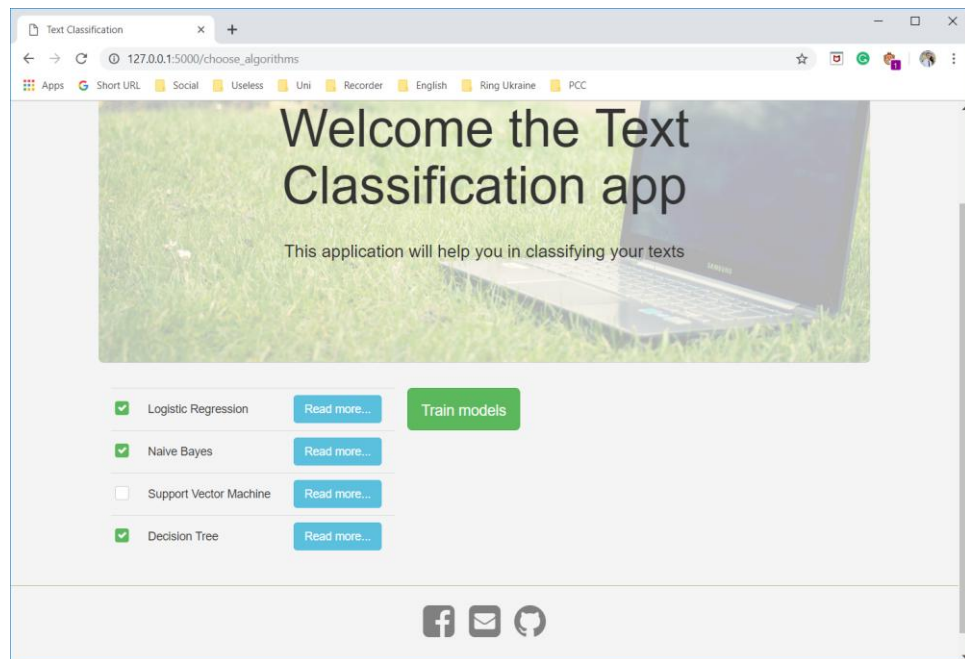 Text Classification
127.0.0.1:5000/choose_algorithms
Apps Short URL Social Useless Uni Recorder English Ring Ukraine PCC
1
Welcome the Text
Classification app
This application will help you in classifying your texts
SAMSUNG
Logistic Regression Read more... Train models
Naive Bayes Read more...
Support Vector Machine Read more...
Decision Tree Read more...